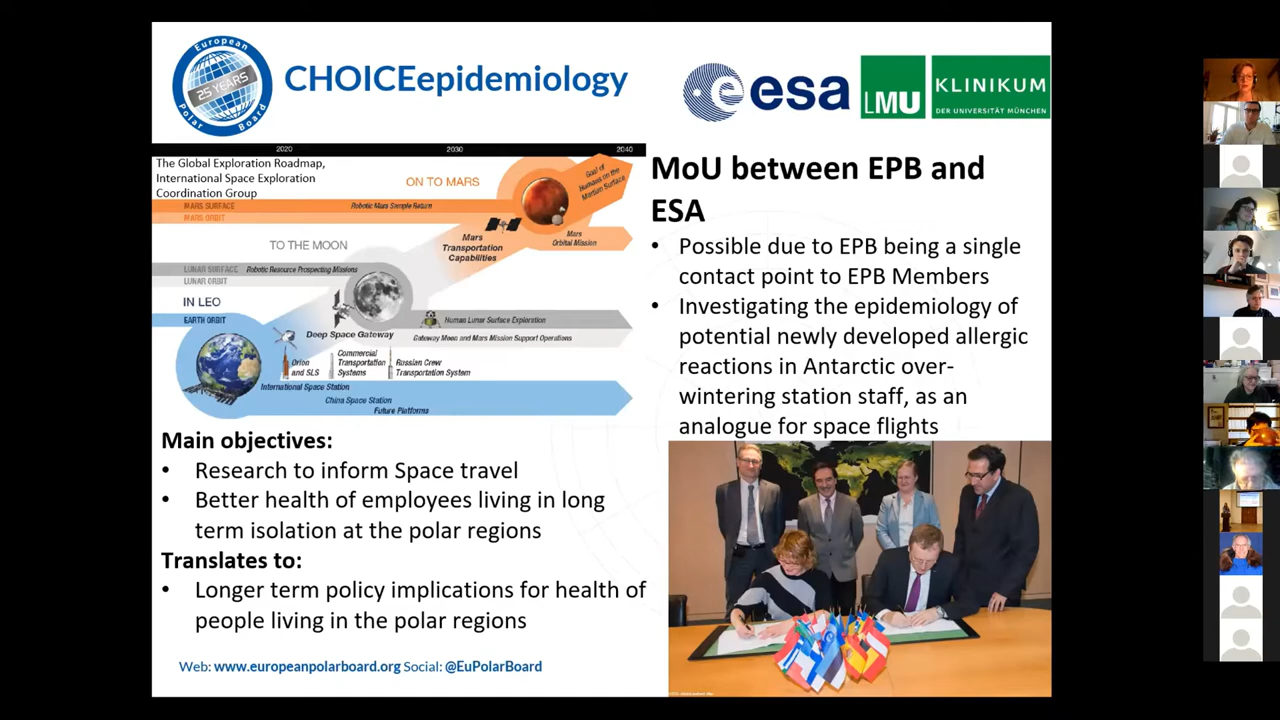 European
25 YEARS
Polar Board
CHOICEepidemiology
esa
LMU
KLINIKUM
DER UNIVERSITÄT MÜNCHEN
2020
2030
2040
The Global Exploration Roadmap,
International Space Exploration
Coordination Group
ON TO MARS
Goal of
Humans on the
Martian Surface
MARS SURFACE
Robotic Mars Sample Return
MARS ORBIT
Mars
Transportation
Capabilities
Mars
Orbital Mission
TO THE MOON
LUNAR SURFACE
Robotic Resource Prospecting Missions
LUNAR ORBIT
IN LEO
EARTH ORBIT
Human Lunar Surface Exploration
Deep Space Gateway
Gateway Moon and Mars Mission Support Operations
Orion
and SLS
Commercial
Transportation
Systems
Russian Crew
Transportation System
International Space Station
China Space Station
Future Platforms
Main objectives:
• Research to inform Space travel
• Better health of employees living in long
term isolation at the polar regions
Translates to:
• Longer term policy implications for health of
people living in the polar regions
Web: www.europeanpolarboard.org Social: @EuPolarBoard
MoU between EPB and
ESA
• Possible due to EPB being a single
contact point to EPB Members
• Investigating the epidemiology of
potential newly developed allergic
reactions in Antarctic over-
wintering station staff, as an
analogue for space flights